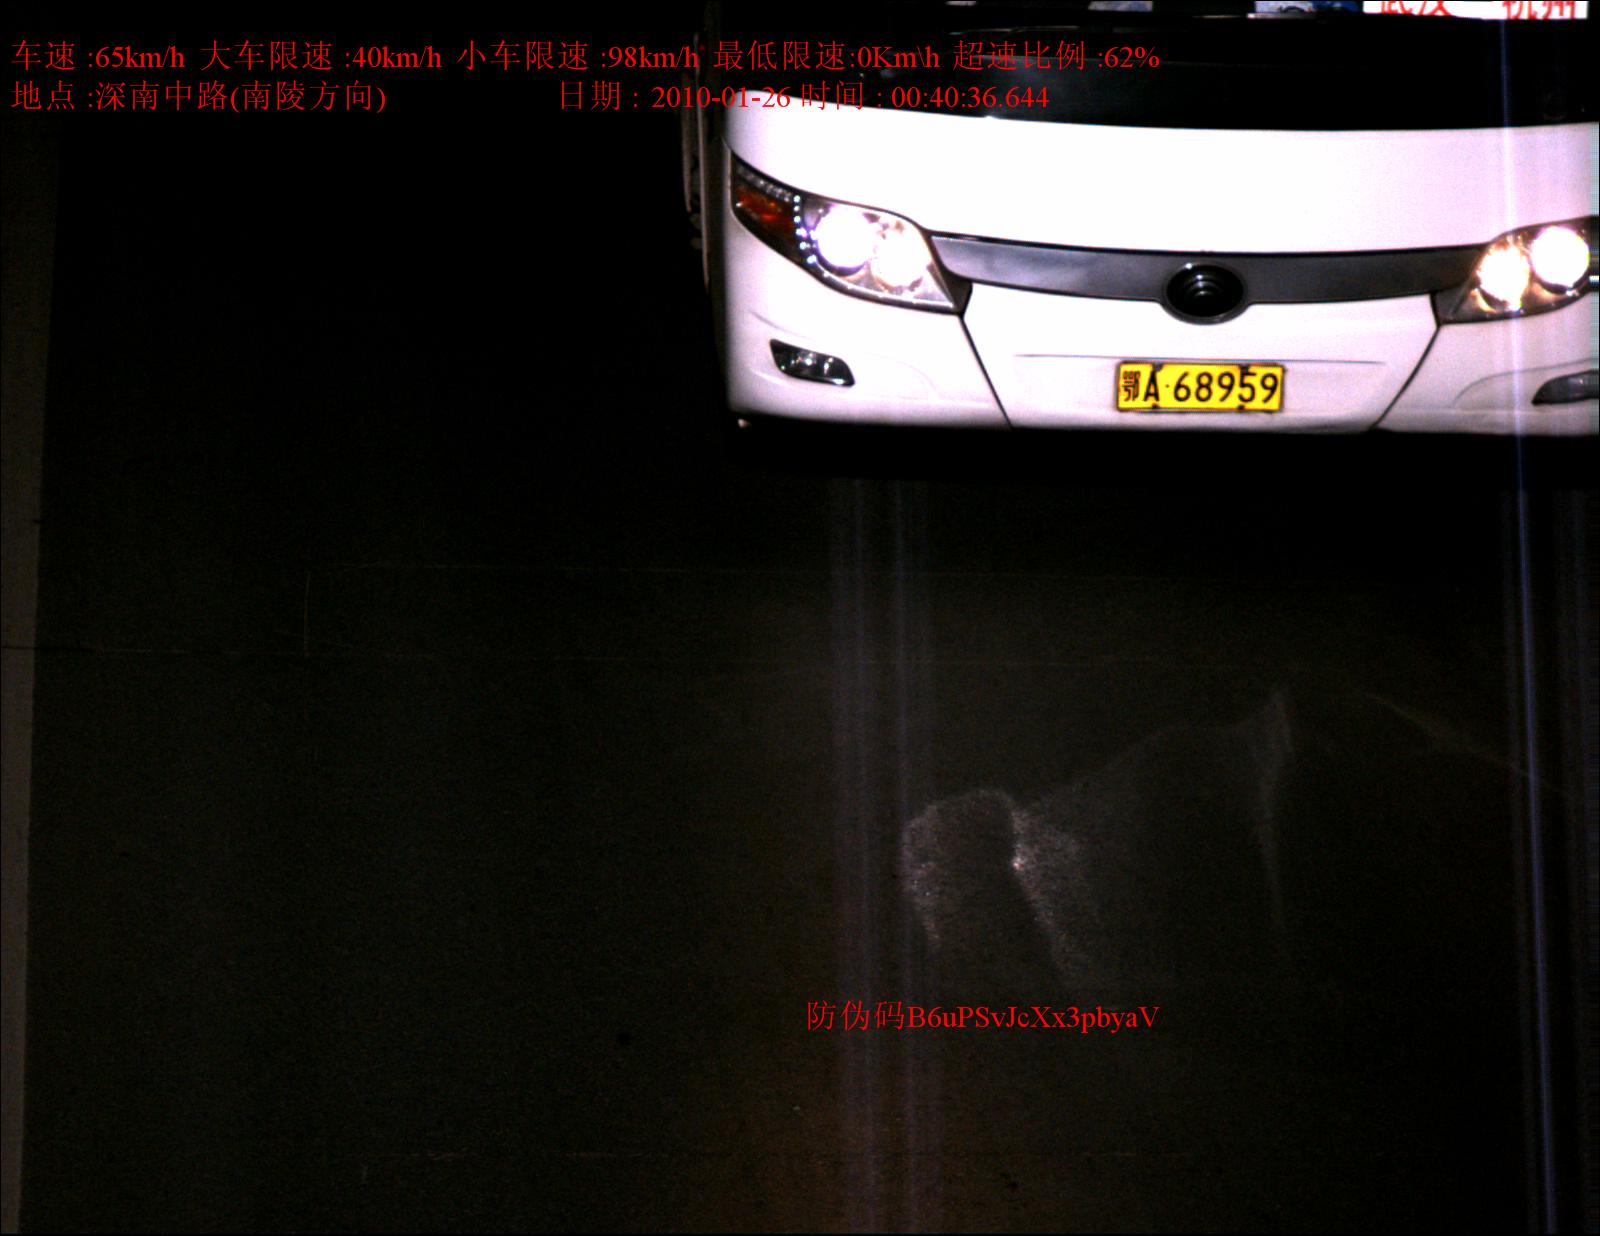 车速:65km/h 大车限速:40km/h 小车限速:98km/h 最低限速:0Km\h 超速比例:62%
地点:深南中路(南陵方向) 日期: 2010-01-26 时间: 00:40:36.644
鄂A·68959
防伪码B6uPSvJcXx3pbyaV